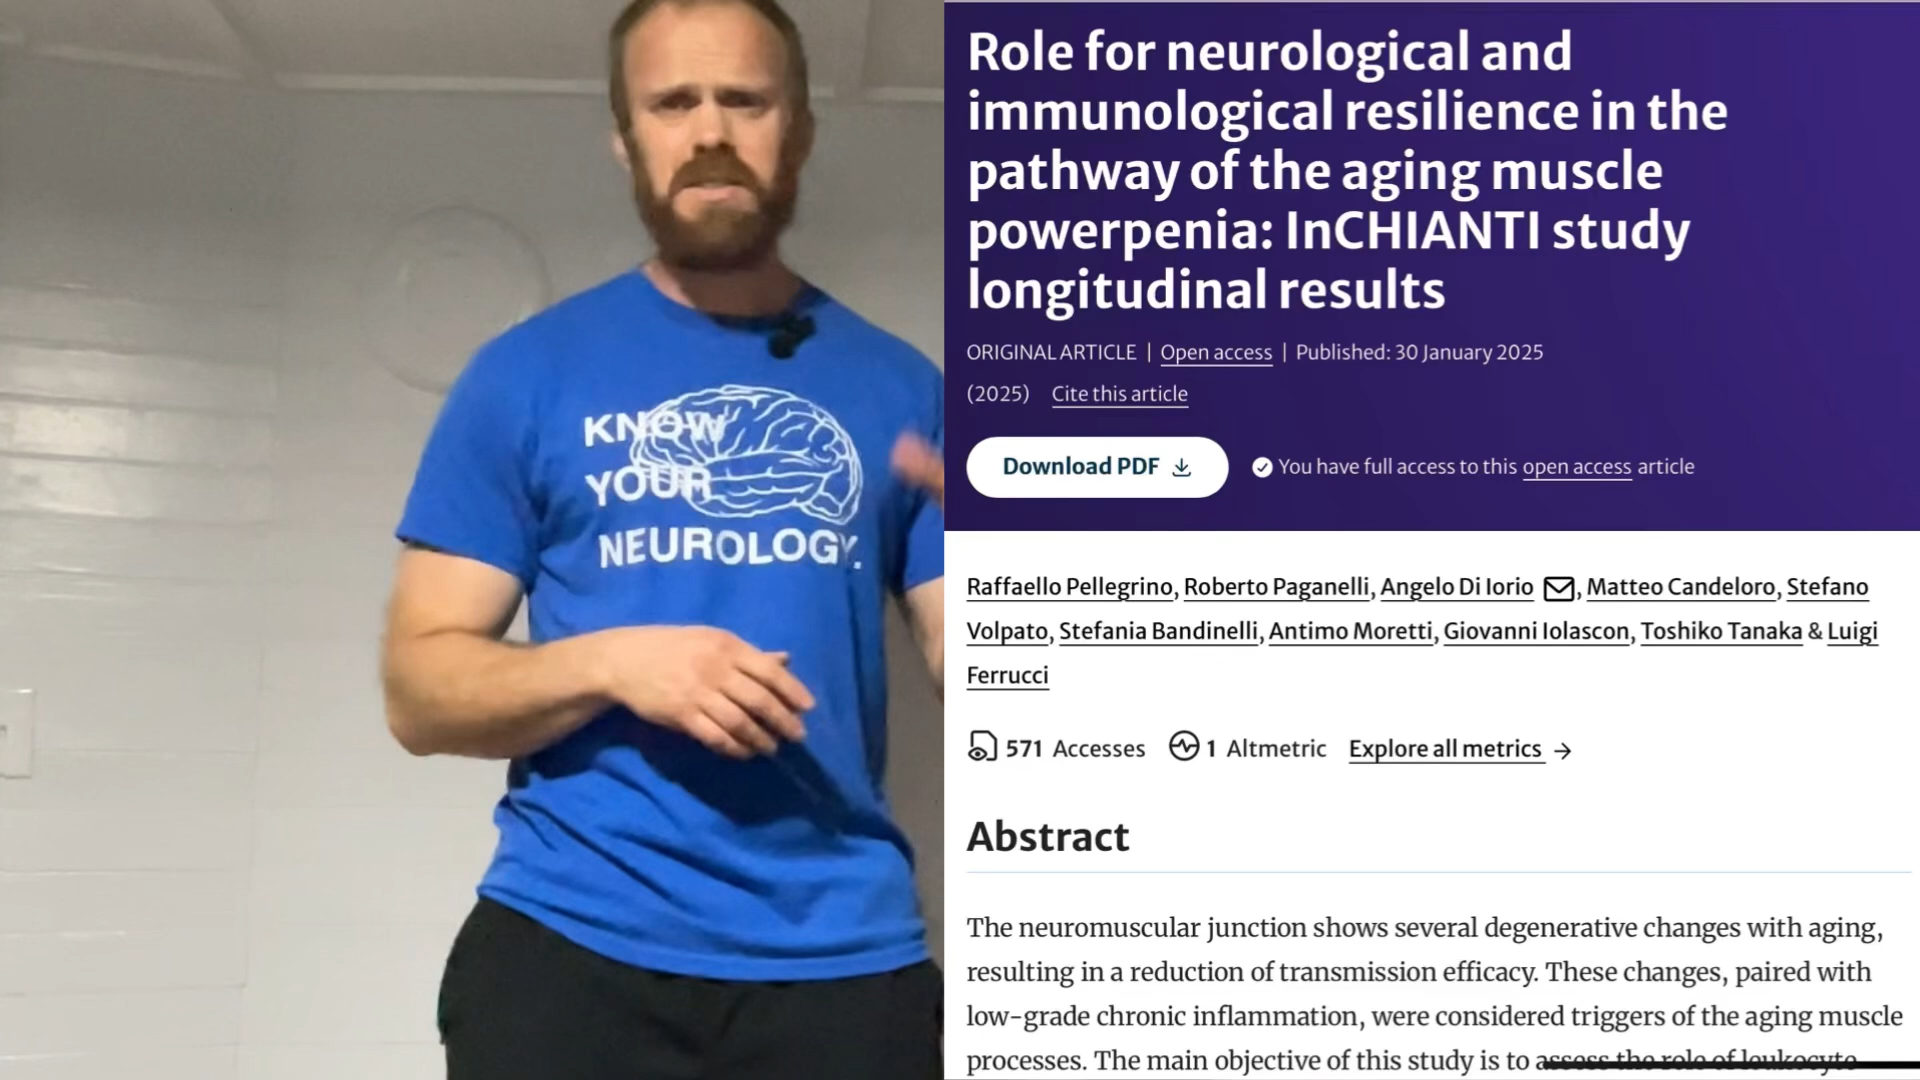 KNOW
YOUR
NEUROLOGY.
Role for neurological and
immunological resilience in the
pathway of the aging muscle
powerpenia: InCHIANTI study
longitudinal results
ORIGINAL ARTICLE | Open access | Published: 30 January 2025
(2025) Cite this article
Download PDF
You have full access to this open access article
Raffaello Pellegrino, Roberto Paganelli, Angelo Di Iorio , Matteo Candeloro, Stefano
Volpato, Stefania Bandinelli, Antimo Moretti, Giovanni Iolascon, Toshiko Tanaka & Luigi
Ferrucci
571 Accesses 1 Altmetric Explore all metrics →
Abstract
The neuromuscular junction shows several degenerative changes with aging,
resulting in a reduction of transmission efficacy. These changes, paired with
low-grade chronic inflammation, were considered triggers of the aging muscle
processes. The main objective of this study is to assess the role of leukocyte